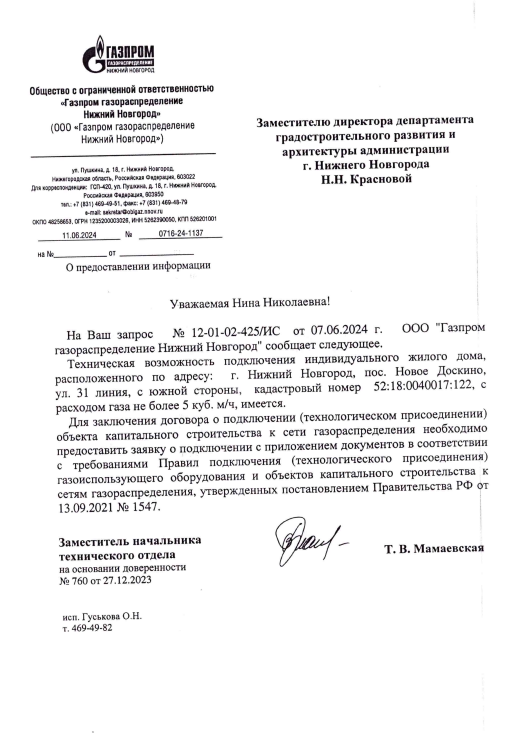 ГАЗПРОМ
ГАЗОРАСПРЕДЕЛЕНИЕ
НИЖНИЙ НОВГОРОД
Общество с ограниченной ответственностью
«Газпром газораспределение
Нижний Новгород»
(ООО «Газпром газораспределение
Нижний Новгород»)
ул. Пушкина, д. 18, г. Нижний Новгород,
Нижегородская область, Российская Федерация, 603022
Для корреспонденции: ГСП-420, ул. Пушкина, д. 18, г. Нижний Новгород,
Российская Федерация, 603950
тел.: +7 (831) 469-49-51, факс: +7 (831) 469-48-79
e-mail: sekretar@oblgaz.nnov.ru
ОКПО 48256653, ОГРН 1235200003026, ИНН 5262390050, КПП 526201001
11.06.2024 № 0716-24-1137
на № от
О предоставлении информации
Заместителю директора департамента
градостроительного развития и
архитектуры администрации
г. Нижнего Новгорода
Н.Н. Красновой
Уважаемая Нина Николаевна!
На Ваш запрос № 12-01-02-425/ИС от 07.06.2024 г. ООО "Газпром
газораспределение Нижний Новгород" сообщает следующее.
Техническая возможность подключения индивидуального жилого дома,
расположенного по адресу: г. Нижний Новгород, пос. Новое Доскино,
ул. 31 линия, с южной стороны, кадастровый номер 52:18:0040017:122, с
расходом газа не более 5 куб. м/ч, имеется.
Для заключения договора о подключении (технологическом присоединении)
объекта капитального строительства к сети газораспределения необходимо
предоставить заявку о подключении с приложением документов в соответствии
с требованиями Правил подключения (технологического присоединения)
газоиспользующего оборудования и объектов капитального строительства к
сетям газораспределения, утвержденных постановлением Правительства РФ от
13.09.2021 № 1547.
Заместитель начальника
технического отдела
на основании доверенности
№ 760 от 27.12.2023
Т. В. Мамаевская
исп. Гуськова О.Н.
т. 469-49-82